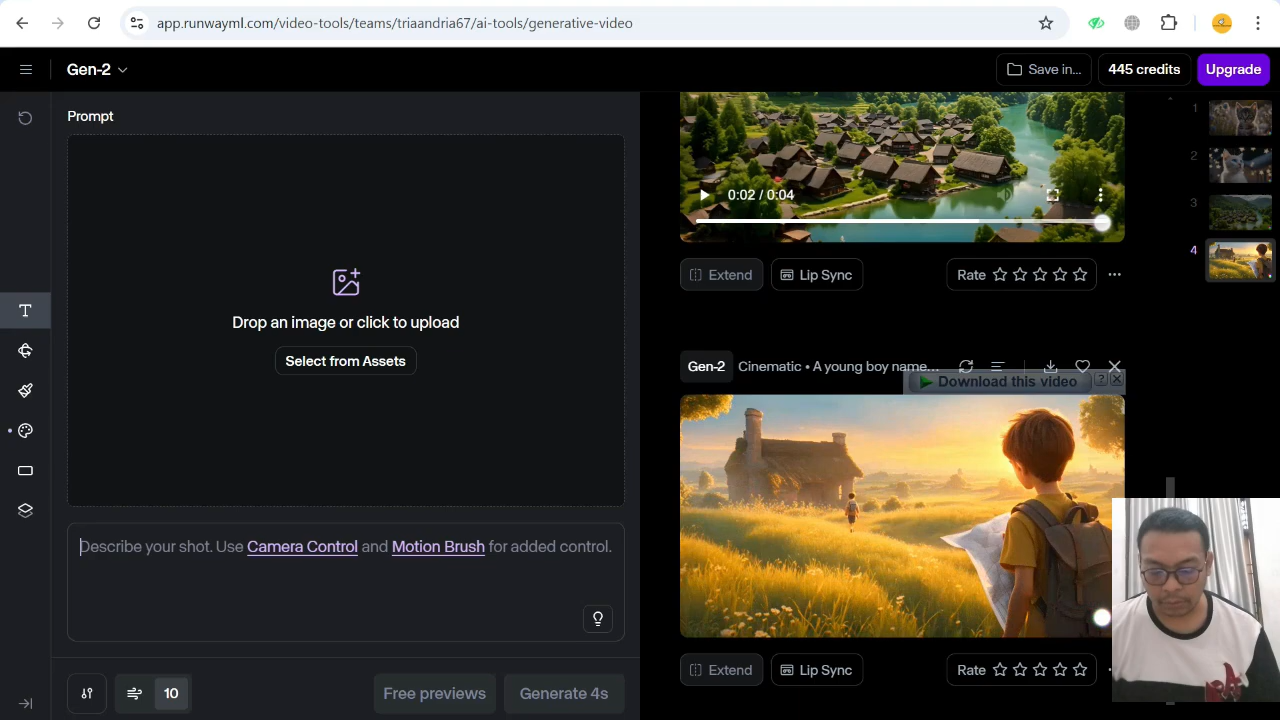 app.runwayml.com/video-tools/teams/triaandria67/ai-tools/generative-video
Gen-2
Save in...
445 credits
Upgrade
Prompt
Drop an image or click to upload
Select from Assets
Describe your shot. Use Camera Control and Motion Brush for added control.
10
Free previews
Generate 4s
0:02 / 0:04
Extend
Lip Sync
Rate
Gen-2
Cinematic • A young boy name...
Download this video
?
Extend
Lip Sync
Rate
1
2
3
4